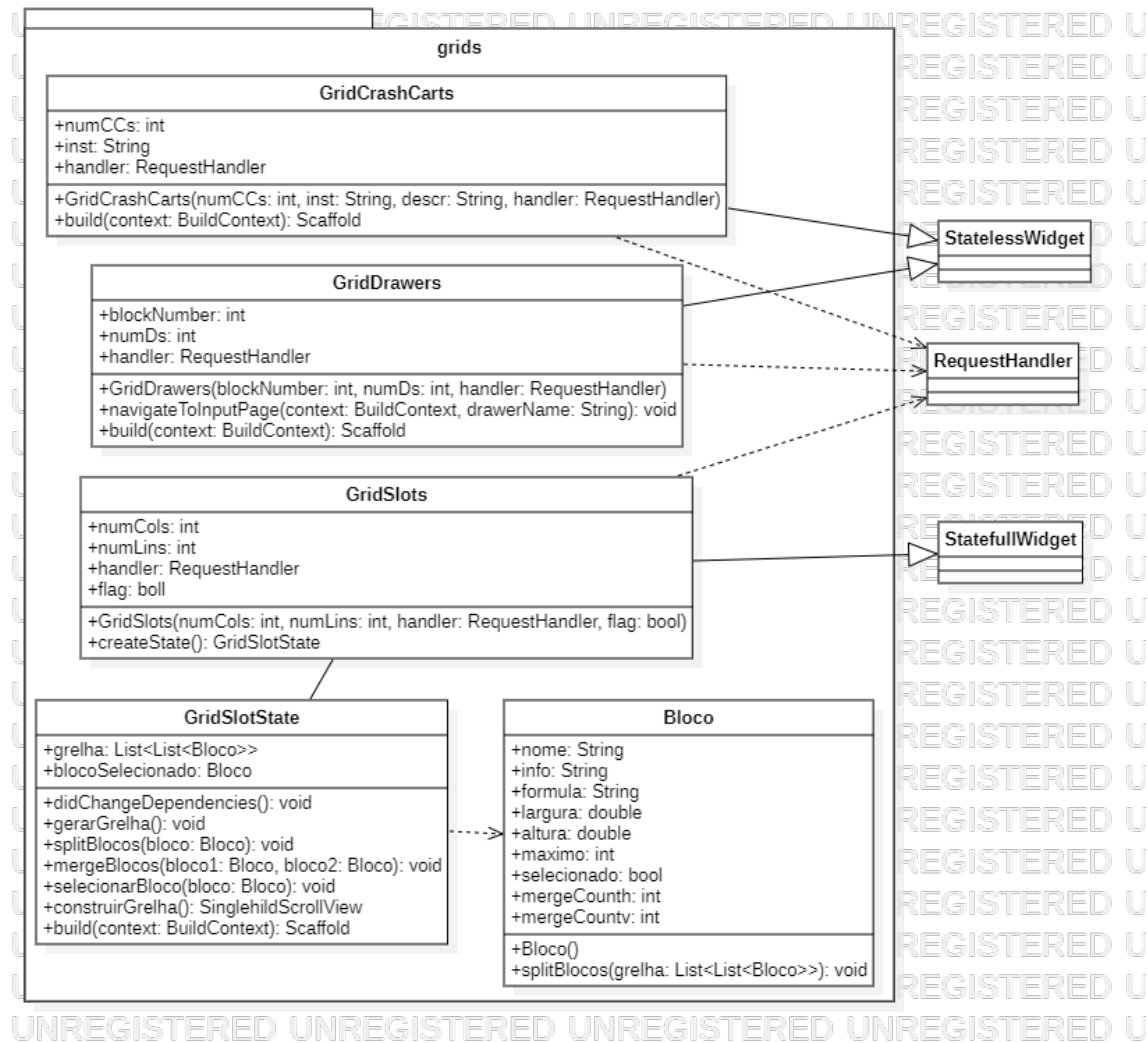 grids
GridCrashCarts
+numCCs: int
+inst: String
+handler: RequestHandler
+GridCrashCarts(numCCs: int, inst: String, descr: String, handler: RequestHandler)
+build(context: BuildContext): Scaffold
StatelessWidget
GridDrawers
+blockNumber: int
+numDs: int
+handler: RequestHandler
+GridDrawers(blockNumber: int, numDs: int, handler: RequestHandler)
+navigateToInputPage(context: BuildContext, drawerName: String): void
+build(context: BuildContext): Scaffold
RequestHandler
GridSlots
+numCols: int
+numLins: int
+handler: RequestHandler
+flag: boll
+GridSlots(numCols: int, numLins: int, handler: RequestHandler, flag: bool)
+createState(): GridSlotState
StatefullWidget
GridSlotState
+grelha: List<List<Bloco>>
+blocoSelecionado: Bloco
+didChangeDependencies(): void
+gerarGrelha(): void
+splitBlocos(bloco: Bloco): void
+mergeBlocos(bloco1: Bloco, bloco2: Bloco): void
+selecionarBloco(bloco: Bloco): void
+construirGrelha(): SinglehildScrollView
+build(context: BuildContext): Scaffold
Bloco
+nome: String
+info: String
+formula: String
+largura: double
+altura: double
+maximo: int
+selecionado: bool
+mergeCounth: int
+mergeCountv: int
+Bloco()
+splitBlocos(grelha: List<List<Bloco>>): void
UNREGISTERED UNREGISTERED UNREGISTERED UNREGISTERED U